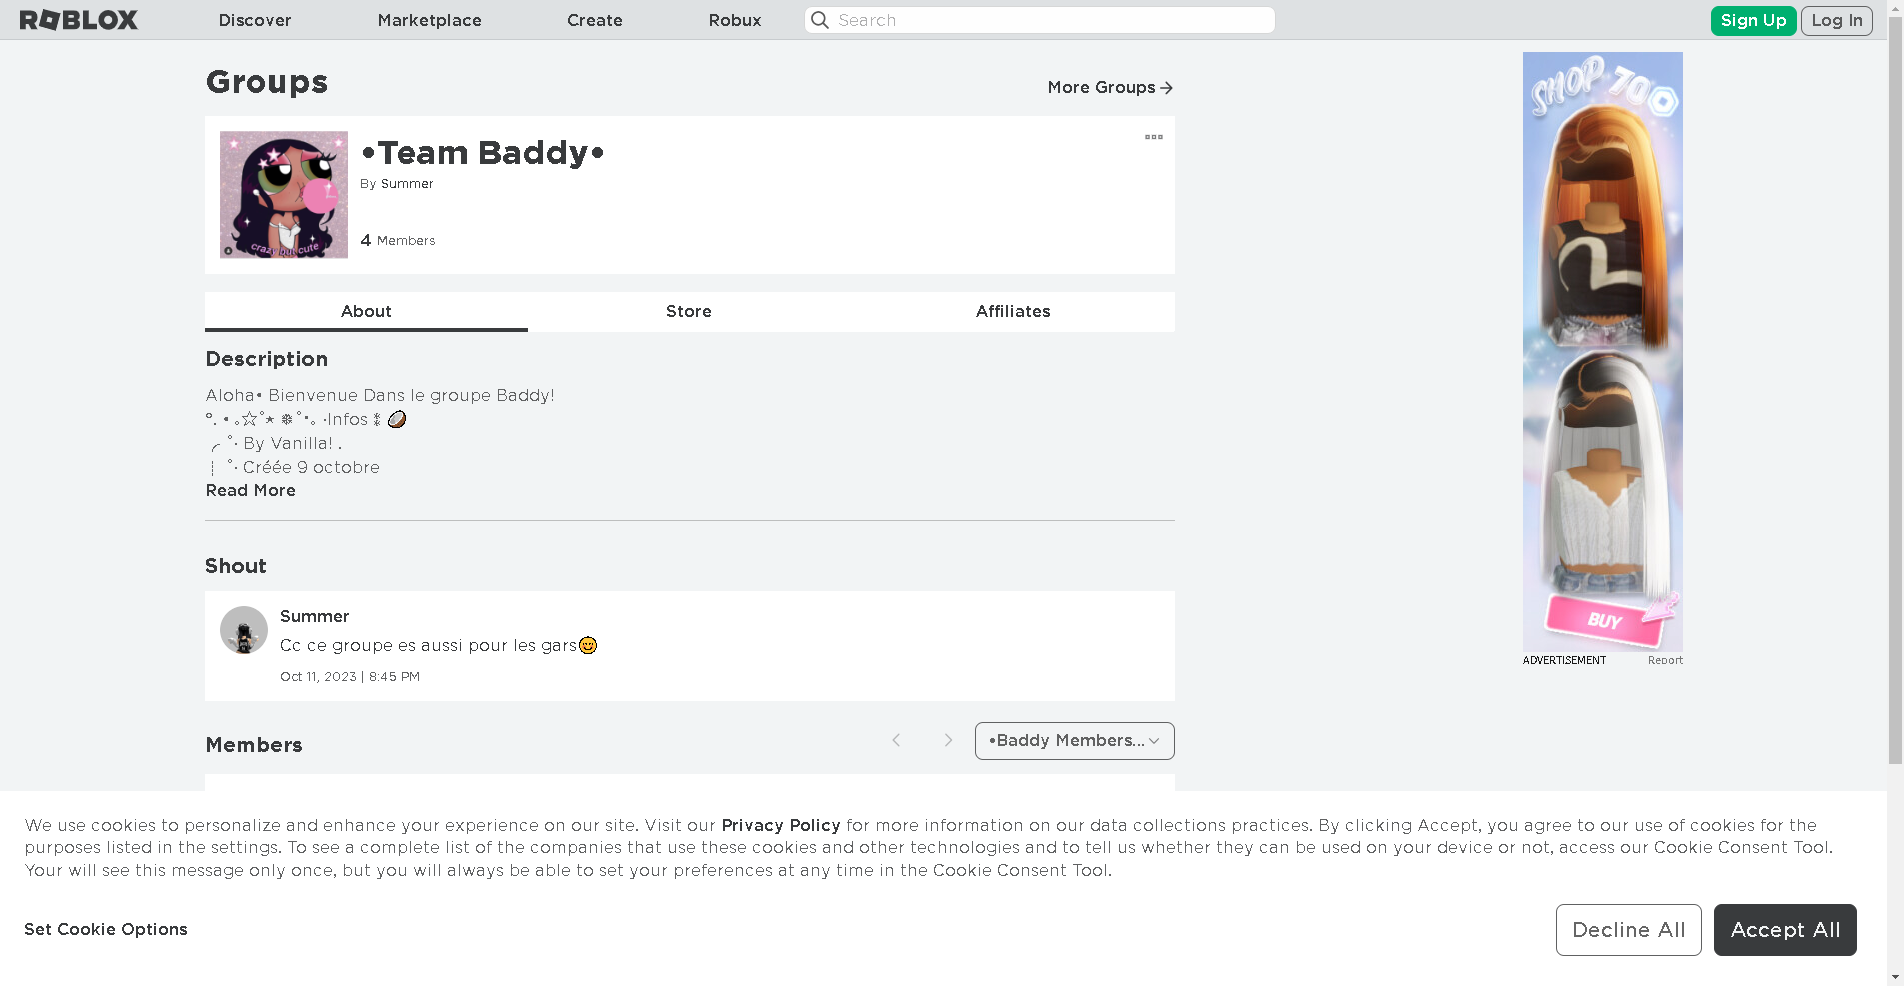 ROBLOX
Discover
Marketplace
Create
Robux
Search
Sign Up
Log In
Groups
More Groups
•Team Baddy•
By Summer
4 Members
crazy but cute
About
Store
Affiliates
Description
Aloha• Bienvenue Dans le groupe Baddy!
°. • ｡☆ﾟ⋆ ❅ﾟ･｡ ·Infos ⁑ 🥥
╭ ﾟ· By Vanilla! .
┊ ﾟ· Créée 9 octobre
Read More
Shout
Summer
Cc ce groupe es aussi pour les gars😋
Oct 11, 2023 | 8:45 PM
Members
•Baddy Members...
SHOP 70
BUY
ADVERTISEMENT
Report
We use cookies to personalize and enhance your experience on our site. Visit our Privacy Policy for more information on our data collections practices. By clicking Accept, you agree to our use of cookies for the
purposes listed in the settings. To see a complete list of the companies that use these cookies and other technologies and to tell us whether they can be used on your device or not, access our Cookie Consent Tool.
Your will see this message only once, but you will always be able to set your preferences at any time in the Cookie Consent Tool.
Set Cookie Options
Decline All
Accept All